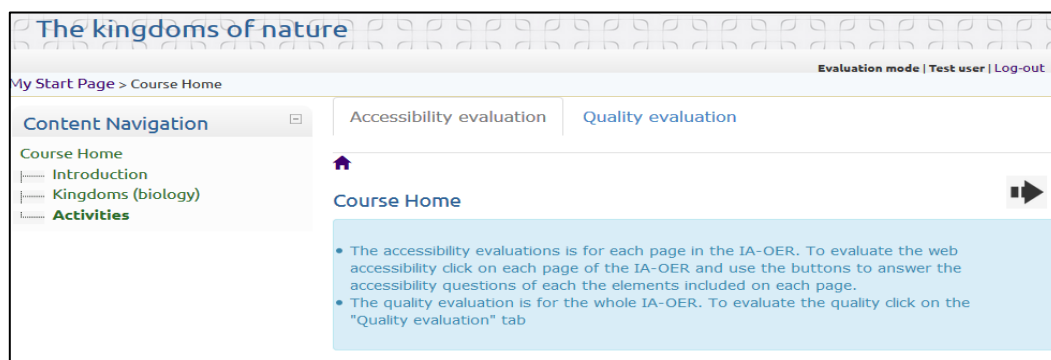 The kingdoms of nature
Evaluation mode | Test user | Log-out
My Start Page > Course Home
Content Navigation
Course Home
Introduction
Kingdoms (biology)
Activities
Accessibility evaluation
Quality evaluation
Course Home
• The accessibility evaluations is for each page in the IA-OER. To evaluate the web
accessibility click on each page of the IA-OER and use the buttons to answer the
accessibility questions of each the elements included on each page.
• The quality evaluation is for the whole IA-OER. To evaluate the quality click on the
"Quality evaluation" tab